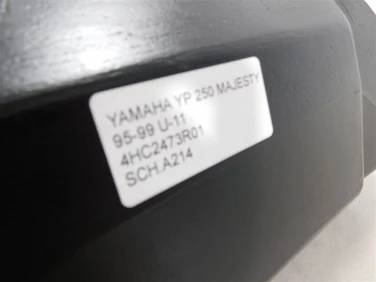 YAMAHA YP 250 MAJESTY
95-99 U-11
4HC2473R01
SCH.A214